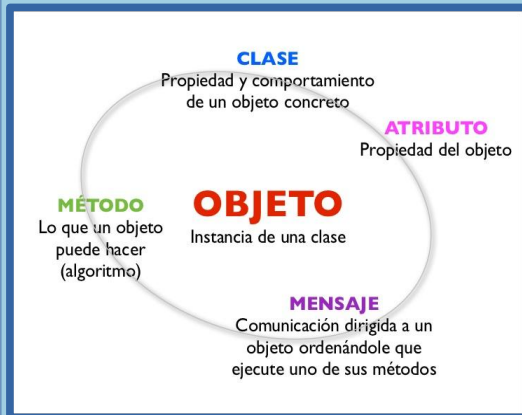 CLASE
Propiedad y comportamiento
de un objeto concreto
ATRIBUTO
Propiedad del objeto
MÉTODO
Lo que un objeto
puede hacer
(algoritmo)
OBJETO
Instancia de una clase
MENSAJE
Comunicación dirigida a un
objeto ordenándole que
ejecute uno de sus métodos